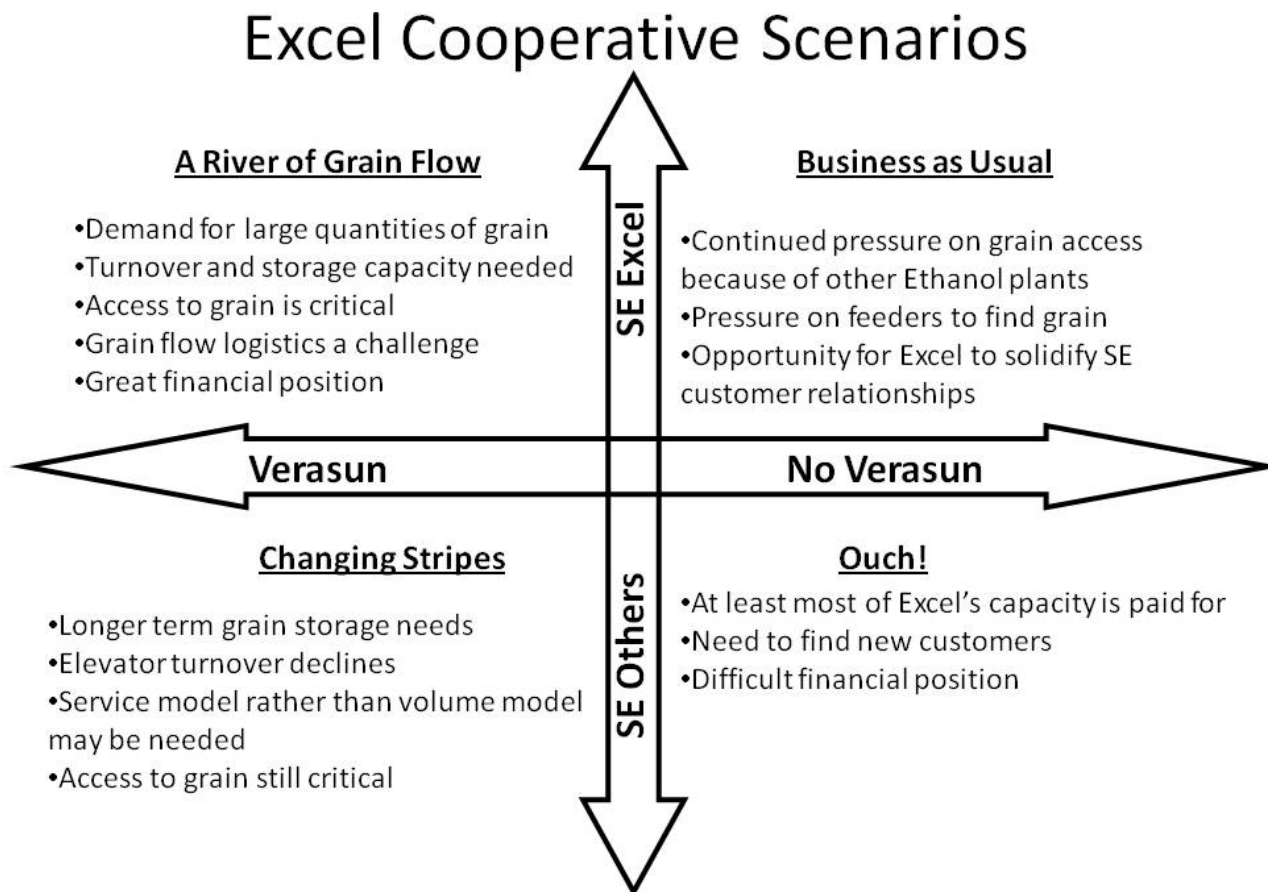 Excel Cooperative Scenarios
A River of Grain Flow
•Demand for large quantities of grain
•Turnover and storage capacity needed
•Access to grain is critical
•Grain flow logistics a challenge
•Great financial position
SE Excel
Business as Usual
•Continued pressure on grain access
because of other Ethanol plants
•Pressure on feeders to find grain
•Opportunity for Excel to solidify SE
customer relationships
Verasun
No Verasun
Changing Stripes
•Longer term grain storage needs
•Elevator turnover declines
•Service model rather than volume model
may be needed
•Access to grain still critical
SE Others
Ouch!
•At least most of Excel’s capacity is paid for
•Need to find new customers
•Difficult financial position